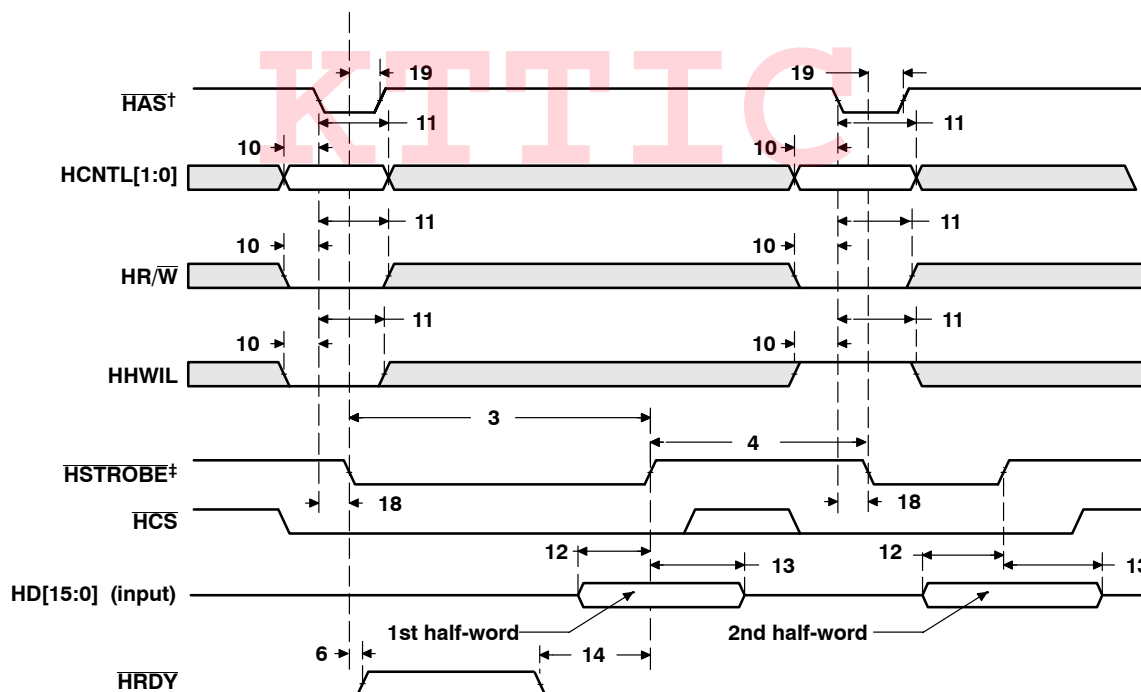 KTTIC
19 19
HAS†
11 11
10 10
HCNTL[1:0]
11 11
10 10
HR/W
11 11
10 10
HHWIL
3
4
HSTROBE‡
18 18
HCS
12 12
13 13
HD[15:0] (input)
1st half-word 2nd half-word
6 14
HRDY